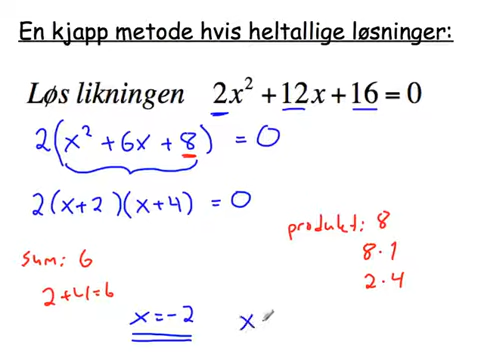 En kjapp metode hvis heltallige løsninger:
Løs likningen 2x² + 12x + 16 = 0
2(x² + 6x + 8) = 0
2(x+2)(x+4) = 0
produkt: 8
8 · 1
2 · 4
sum: 6
2+4=6
x = -2 x